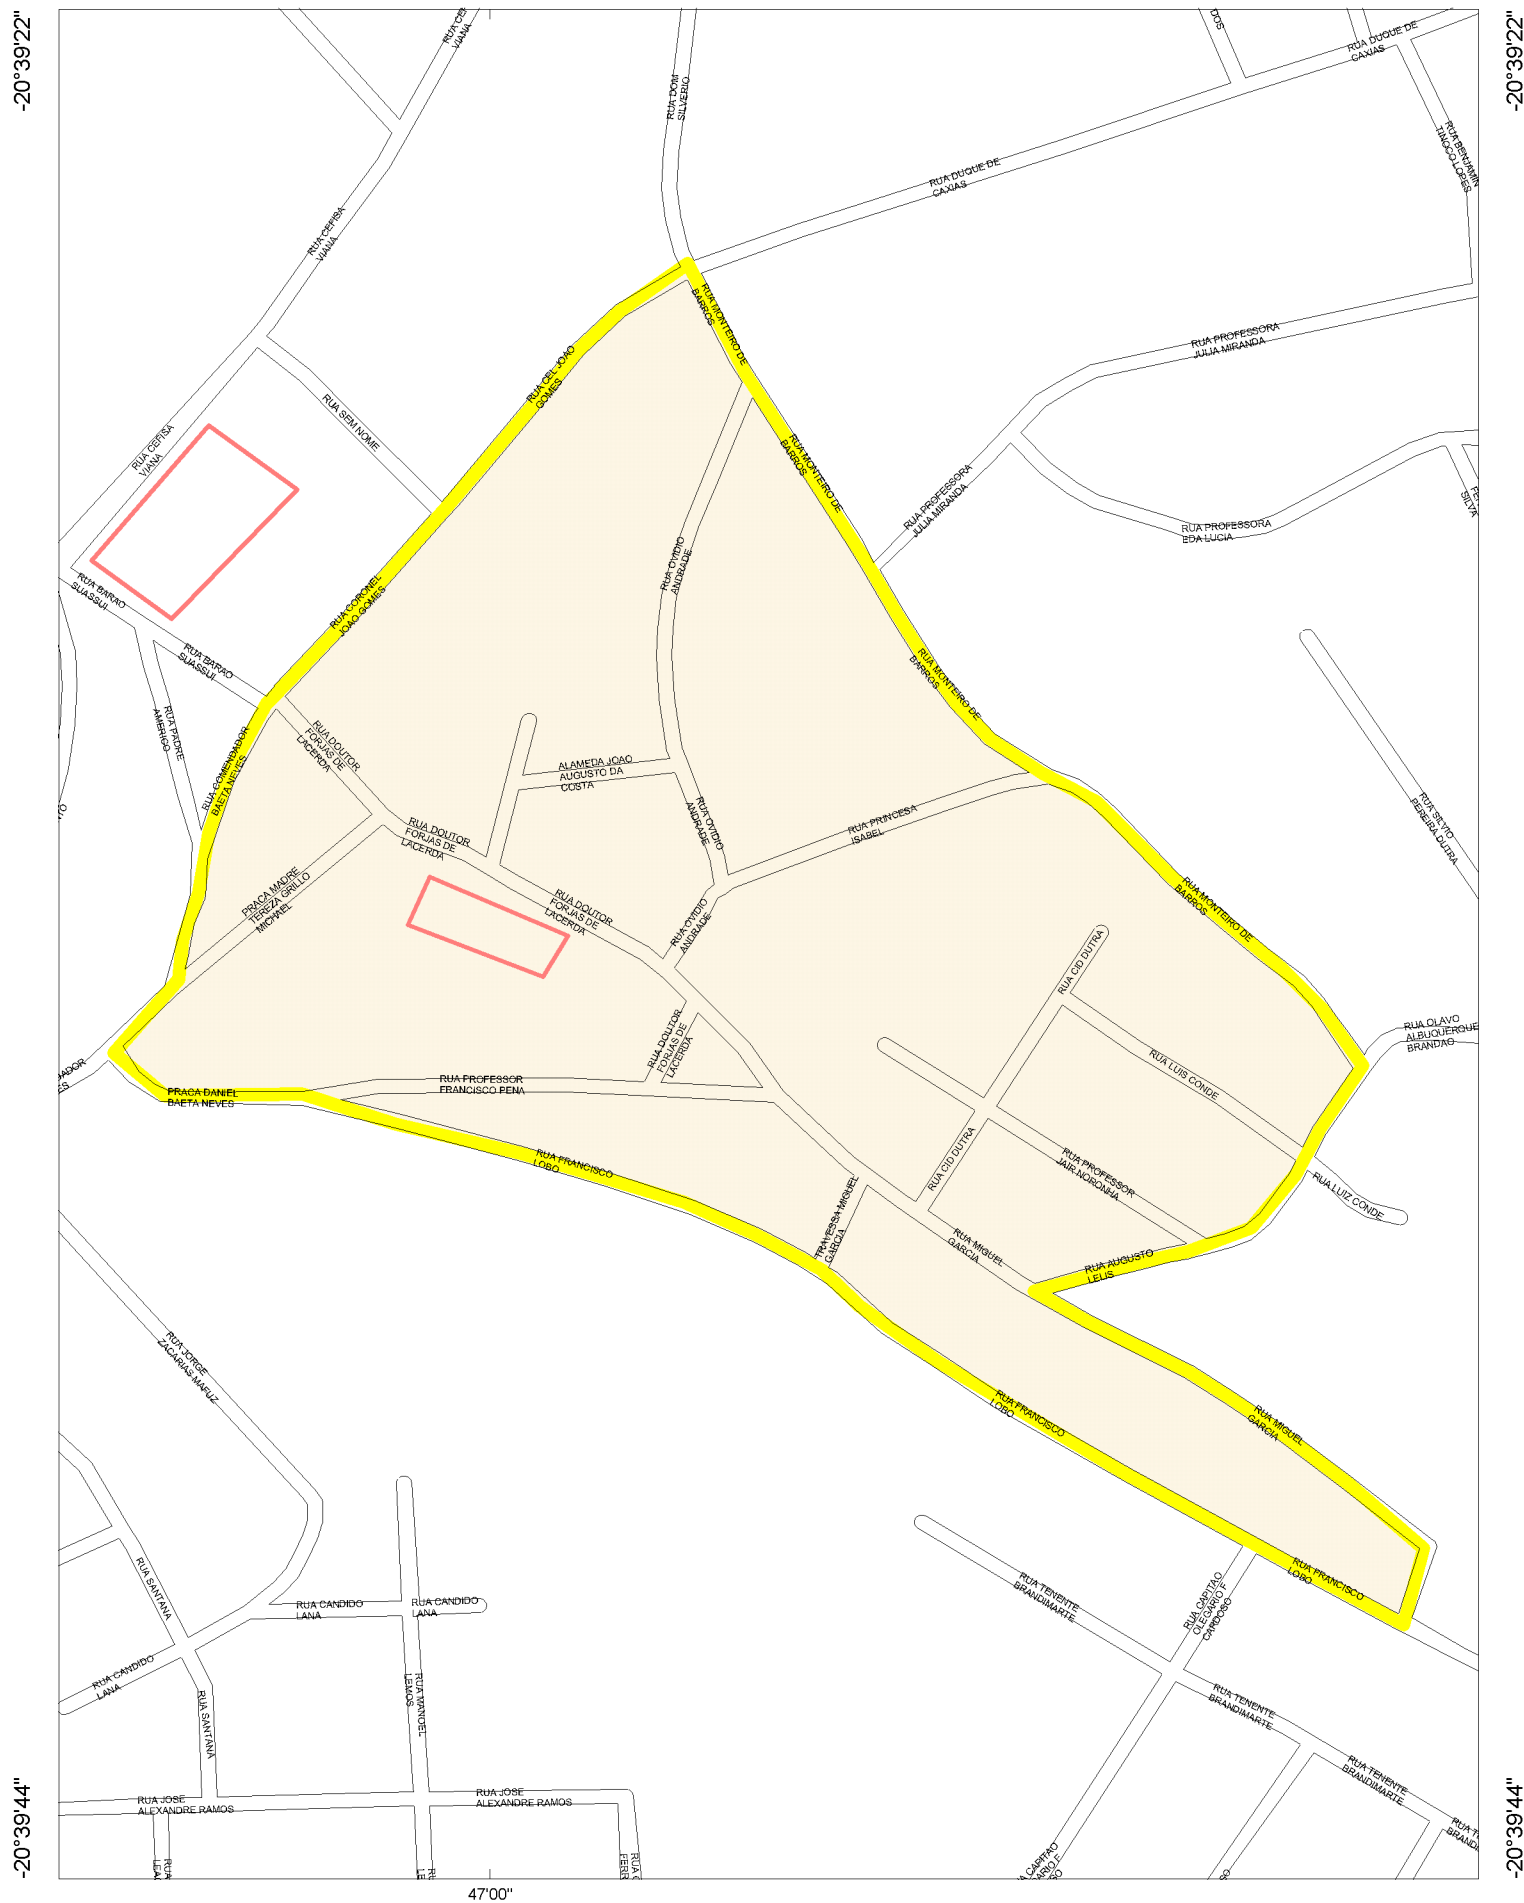 -20°39'22"
-20°39'22"
RUA CEFISA
VIANA
RUA DOM
SILVERIO
DOS
RUA DUQUE DE
CAXIAS
RUA BENJAMIN
TINOCO LOPES
RUA DUQUE DE
CAXIAS
RUA CEFISA
VIANA
RUA MONTEIRO DE
BARROS
RUA PROFESSORA
JULIA MIRANDA
RUA CEL JOAO
GOMES
RUA SEM NOME
RUA CEFISA
VIANA
RUA MONTEIRO DE
BARROS
RUA PROFESSORA
JULIA MIRANDA
RUA PROFESSORA
EDA LUCIA
SILVA
RUA OVIDIO
ANDRADE
RUA BARAO
SUASSUI
RUA CORONEL
JOAO GOMES
RUA BARAO
SUASSUI
RUA MONTEIRO DE
BARROS
RUA PADRE
AMERICO
RUA COMENDADOR
BAETA NEVES
RUA DOUTOR
FORJAS DE
LACERDA
ALAMEDA JOAO
AUGUSTO DA
COSTA
RUA OVIDIO
ANDRADE
RUA PRINCESA
ISABEL
RUA SILVIO
PEREIRA DUTRA
RUA DOUTOR
FORJAS DE
LACERDA
PRACA MADRE
TEREZA GRILLO
MICHAEL
RUA DOUTOR
FORJAS DE
LACERDA
RUA OVIDIO
ANDRADE
RUA MONTEIRO DE
BARROS
RUA CID DUTRA
RUA OLAVO
ALBUQUERQUE
BRANDAO
RUA DOUTOR
FORJAS DE
LACERDA
RUA LUIS CONDE
RUA PROFESSOR
FRANCISCO PENA
PRACA DANIEL
BAETA NEVES
RUA FRANCISCO
LOBO
RUA CID DUTRA
RUA PROFESSOR
JAIR NORONHA
RUA LUIZ CONDE
TRAVESSA MIGUEL
GARCIA
RUA MIGUEL
GARCIA
RUA AUGUSTO
LELIS
RUA JORGE
ZACARIAS MAFUZ
RUA FRANCISCO
LOBO
RUA MIGUEL
GARCIA
RUA SANTANA
RUA CANDIDO
LANA
RUA CANDIDO
LANA
RUA TENENTE
BRANDIMARTE
RUA CAPITAO
OLEGARIO F
CARDOSO
RUA FRANCISCO
LOBO
RUA CANDIDO
LANA
RUA SANTANA
RUA MANOEL
LEMOS
RUA TENENTE
BRANDIMARTE
RUA TENENTE
BRANDIMARTE
RUA JOSE
ALEXANDRE RAMOS
RUA JOSE
ALEXANDRE RAMOS
-20°39'44"
-20°39'44"
47'00"